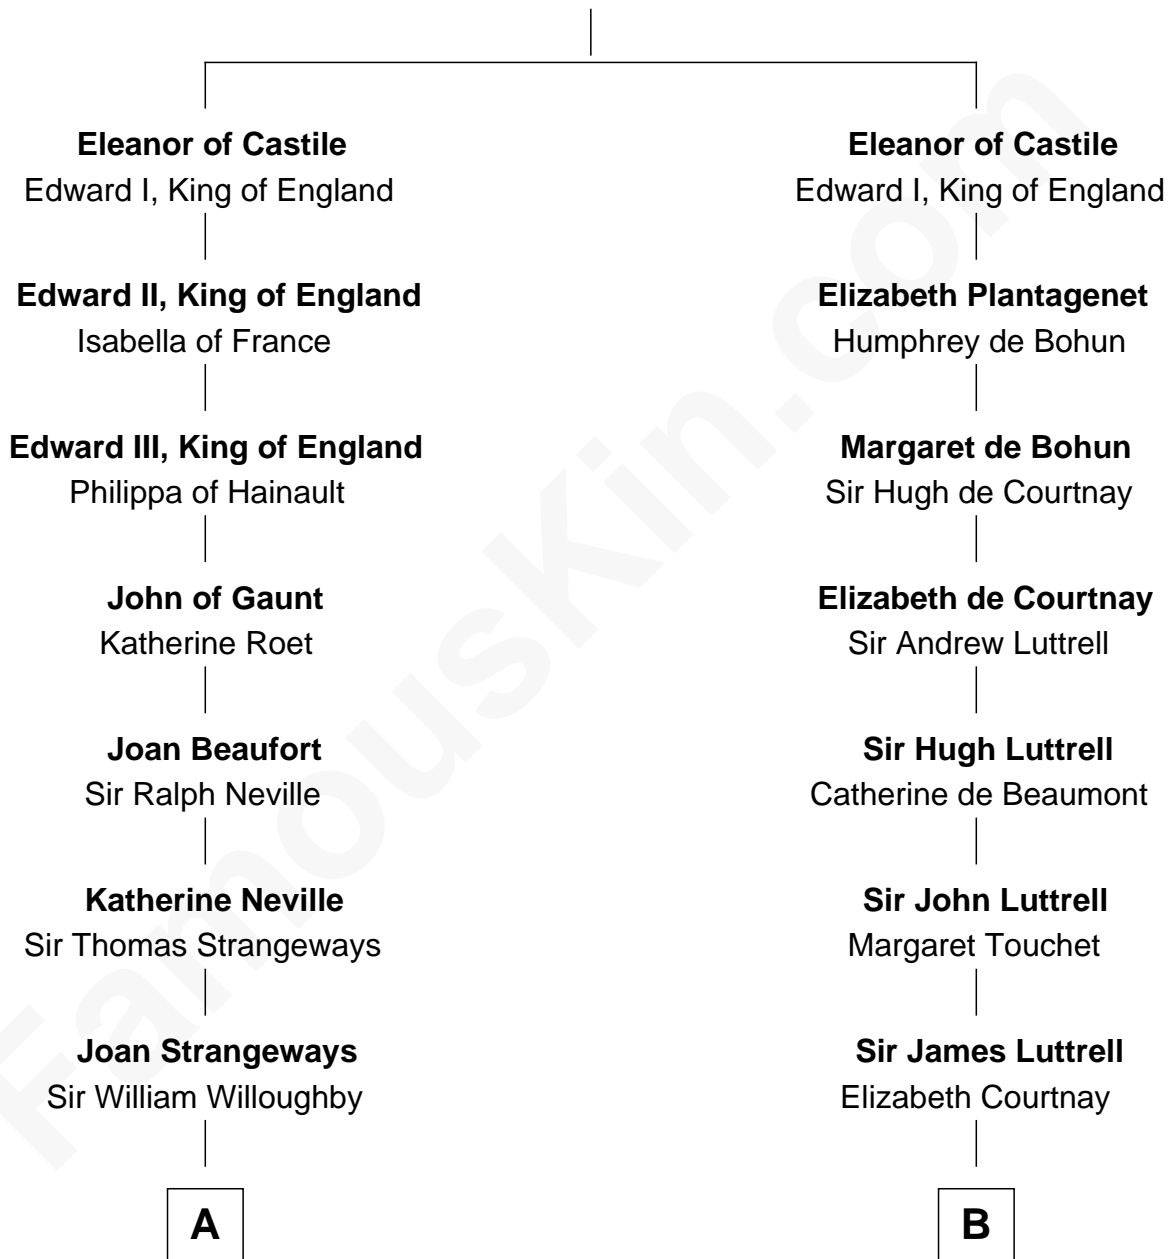 Eleanor of Castile
Edward I, King of England
Edward II, King of England
Isabella of France
Edward III, King of England
Philippa of Hainault
John of Gaunt
Katherine Roet
Joan Beaufort
Sir Ralph Neville
Katherine Neville
Sir Thomas Strangeways
Joan Strangeways
Sir William Willoughby
A
Eleanor of Castile
Edward I, King of England
Elizabeth Plantagenet
Humphrey de Bohun
Margaret de Bohun
Sir Hugh de Courtnay
Elizabeth de Courtnay
Sir Andrew Luttrell
Sir Hugh Luttrell
Catherine de Beaumont
Sir John Luttrell
Margaret Touchet
Sir James Luttrell
Elizabeth Courtnay
B
FamousKin.com